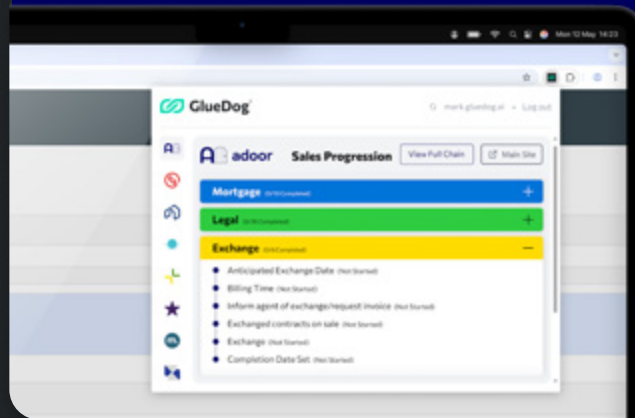 Mon 12 May 14:23
GlueDog
mark.gluedog.ai Log out
adoor Sales Progression View Full Chain Main Site
Mortgage
Legal
Exchange
Anticipated Exchange Date (Not Started)
Billing Time (Not Started)
Inform agent of exchange/request invoice (Not Started)
Exchanged contracts on sale (Not Started)
Exchange (Not Started)
Completion Date Set (Not Started)